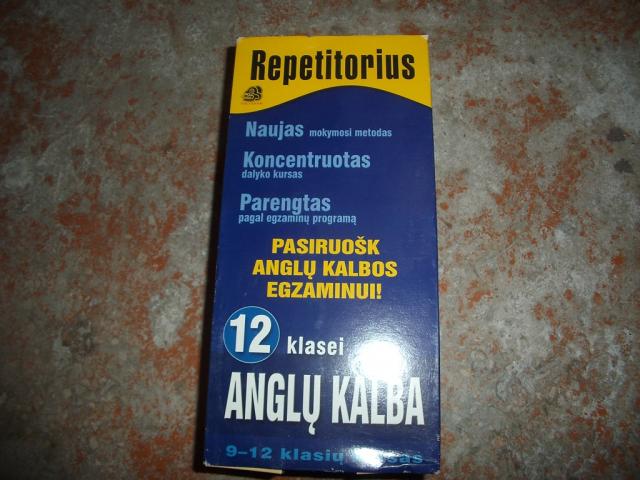 Repetitorius
Naujas mokymosi metodas
Koncentruotas
dalyko kursas
Parengtas
pagal egzaminų programą
PASIRUOŠK
ANGLŲ KALBOS
EGZAMINUI!
12 klasei
ANGLŲ KALBA
9–12 klasių kursas